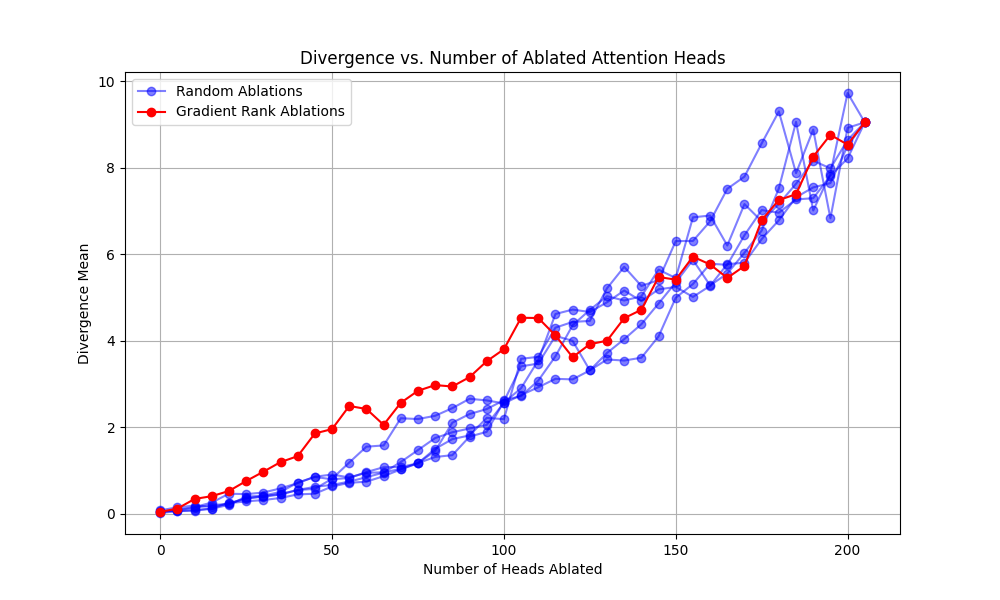 Divergence vs. Number of Ablated Attention Heads
Random Ablations
Gradient Rank Ablations
10
8
6
4
2
0
Divergence Mean
0 50 100 150 200
Number of Heads Ablated